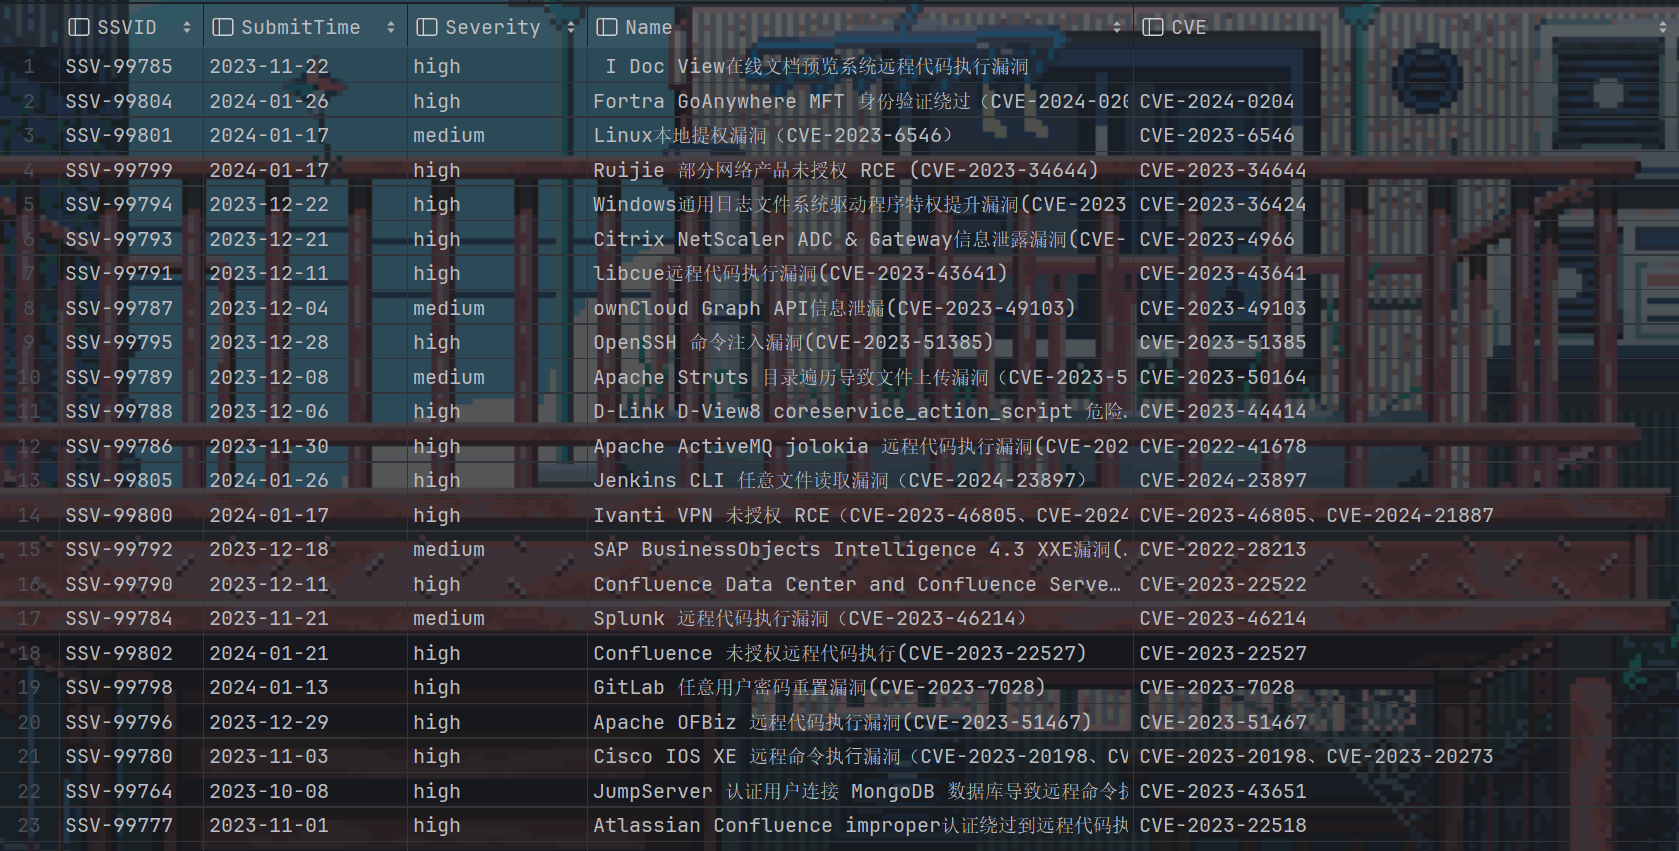 SSVID SubmitTime Severity Name CVE
1 SSV-99785 2023-11-22 high I Doc View在线文档预览系统远程代码执行漏洞
2 SSV-99804 2024-01-26 high Fortra GoAnywhere MFT 身份验证绕过（CVE-2024-020 CVE-2024-0204
3 SSV-99801 2024-01-17 medium Linux本地提权漏洞（CVE-2023-6546） CVE-2023-6546
4 SSV-99799 2024-01-17 high Ruijie 部分网络产品未授权 RCE (CVE-2023-34644) CVE-2023-34644
5 SSV-99794 2023-12-22 high Windows通用日志文件系统驱动程序特权提升漏洞(CVE-2023 CVE-2023-36424
6 SSV-99793 2023-12-21 high Citrix NetScaler ADC & Gateway信息泄露漏洞(CVE- CVE-2023-4966
7 SSV-99791 2023-12-11 high libcue远程代码执行漏洞(CVE-2023-43641) CVE-2023-43641
8 SSV-99787 2023-12-04 medium ownCloud Graph API信息泄漏(CVE-2023-49103) CVE-2023-49103
9 SSV-99795 2023-12-28 high OpenSSH 命令注入漏洞(CVE-2023-51385) CVE-2023-51385
10 SSV-99789 2023-12-08 medium Apache Struts 目录遍历导致文件上传漏洞（CVE-2023-5 CVE-2023-50164
11 SSV-99788 2023-12-06 high D-Link D-View8 coreservice_action_script 危险… CVE-2023-44414
12 SSV-99786 2023-11-30 high Apache ActiveMQ jolokia 远程代码执行漏洞(CVE-202 CVE-2022-41678
13 SSV-99805 2024-01-26 high Jenkins CLI 任意文件读取漏洞（CVE-2024-23897） CVE-2024-23897
14 SSV-99800 2024-01-17 high Ivanti VPN 未授权 RCE（CVE-2023-46805、CVE-2024 CVE-2023-46805、CVE-2024-21887
15 SSV-99792 2023-12-18 medium SAP BusinessObjects Intelligence 4.3 XXE漏洞(… CVE-2022-28213
16 SSV-99790 2023-12-11 high Confluence Data Center and Confluence Serve… CVE-2023-22522
17 SSV-99784 2023-11-21 medium Splunk 远程代码执行漏洞（CVE-2023-46214） CVE-2023-46214
18 SSV-99802 2024-01-21 high Confluence 未授权远程代码执行(CVE-2023-22527) CVE-2023-22527
19 SSV-99798 2024-01-13 high GitLab 任意用户密码重置漏洞(CVE-2023-7028) CVE-2023-7028
20 SSV-99796 2023-12-29 high Apache OFBiz 远程代码执行漏洞(CVE-2023-51467) CVE-2023-51467
21 SSV-99780 2023-11-03 high Cisco IOS XE 远程命令执行漏洞（CVE-2023-20198、CV CVE-2023-20198、CVE-2023-20273
22 SSV-99764 2023-10-08 high JumpServer 认证用户连接 MongoDB 数据库导致远程命令执 CVE-2023-43651
23 SSV-99777 2023-11-01 high Atlassian Confluence improper认证绕过到远程代码执 CVE-2023-22518